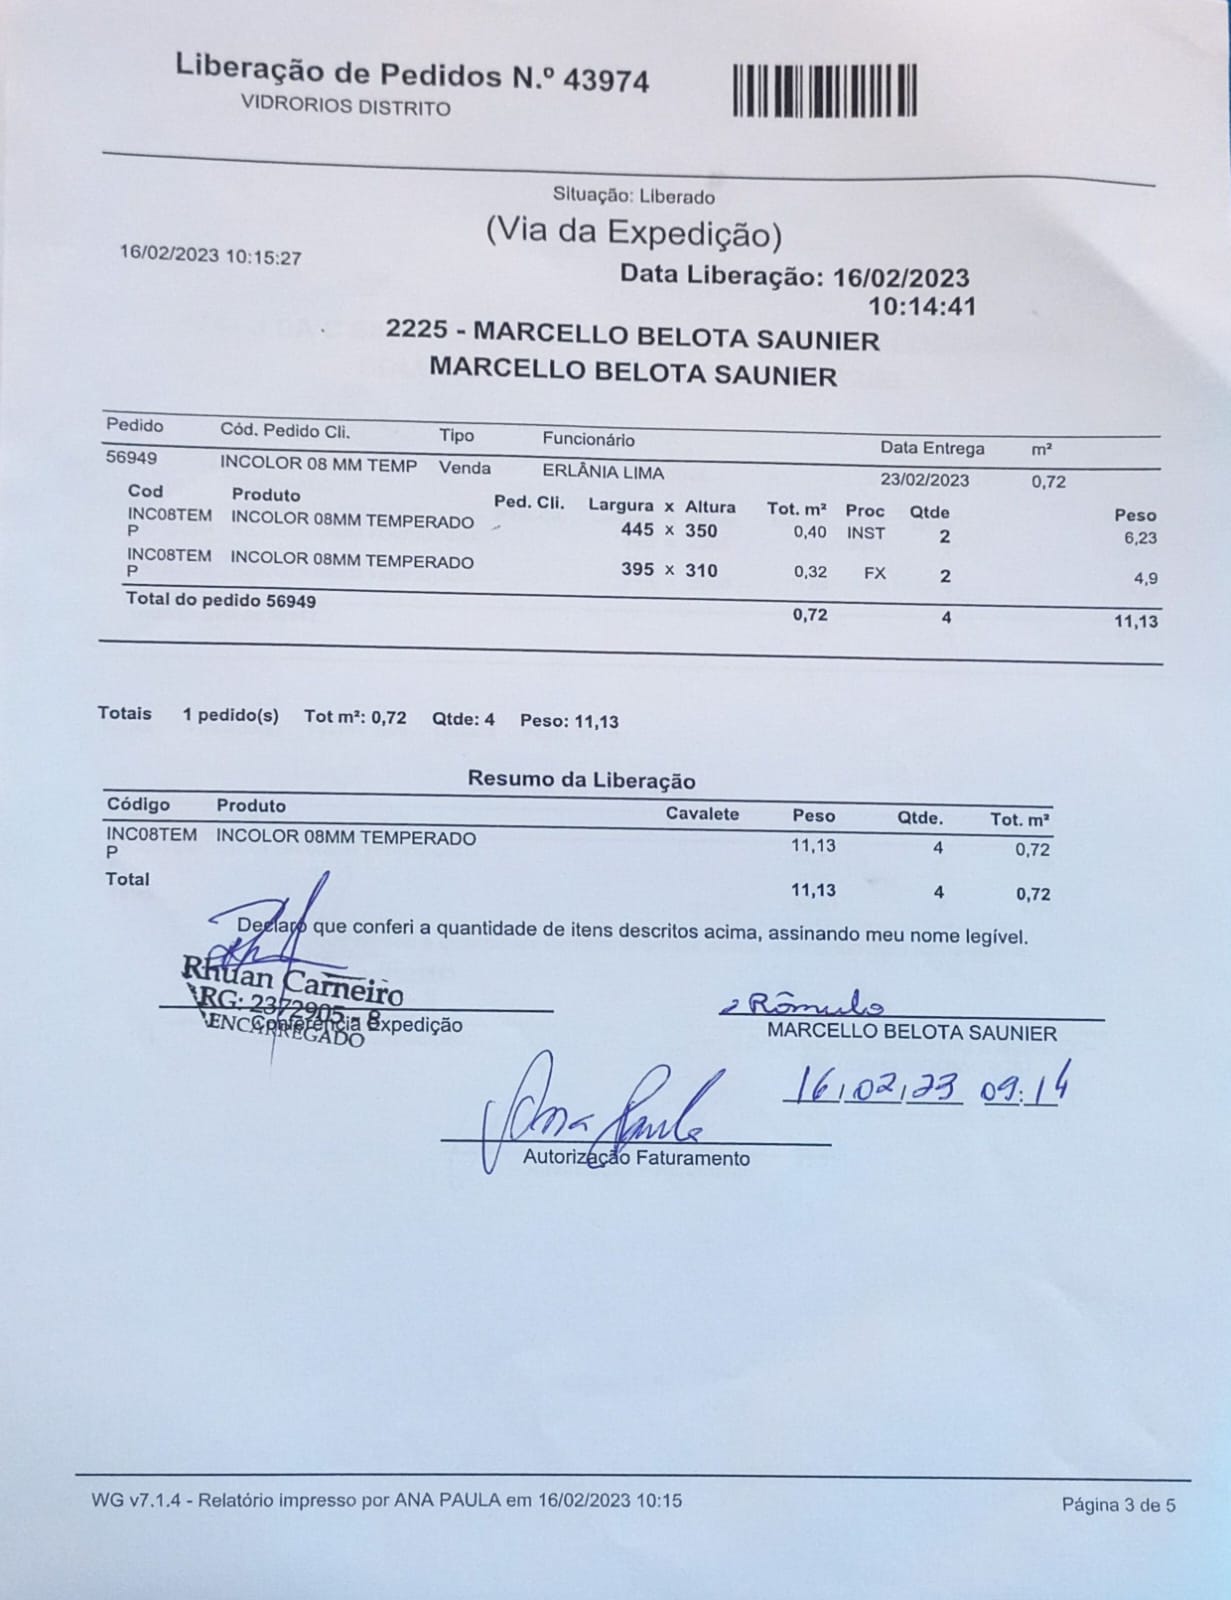 Liberação de Pedidos N.º 43974
VIDRORIOS DISTRITO
Situação: Liberado
(Via da Expedição)
16/02/2023 10:15:27
Data Liberação: 16/02/2023
10:14:41
2225 - MARCELLO BELOTA SAUNIER
MARCELLO BELOTA SAUNIER
Pedido Cód. Pedido Cli. Tipo Funcionário Data Entrega m²
56949 INCOLOR 08 MM TEMP Venda ERLÂNIA LIMA 23/02/2023 0,72
Cod Produto Ped. Cli. Largura x Altura Tot. m² Proc Qtde Peso
INC08TEM INCOLOR 08MM TEMPERADO 445 x 350 0,40 INST 2 6,23
P
INC08TEM INCOLOR 08MM TEMPERADO 395 x 310 0,32 FX 2 4,9
P
Total do pedido 56949 0,72 4 11,13
Totais 1 pedido(s) Tot m²: 0,72 Qtde: 4 Peso: 11,13
Resumo da Liberação
Código Produto Cavalete Peso Qtde. Tot. m²
INC08TEM INCOLOR 08MM TEMPERADO 11,13 4 0,72
P
Total 11,13 4 0,72
Declaro que conferi a quantidade de itens descritos acima, assinando meu nome legível.
Rhuan Carneiro
RG: 2372905 - 8
ENCARREGADO
Conferência Expedição
Rômulo
MARCELLO BELOTA SAUNIER
16/02/23 09:14
Ana Paula
Autorização Faturamento
WG v7.1.4 - Relatório impresso por ANA PAULA em 16/02/2023 10:15
Página 3 de 5